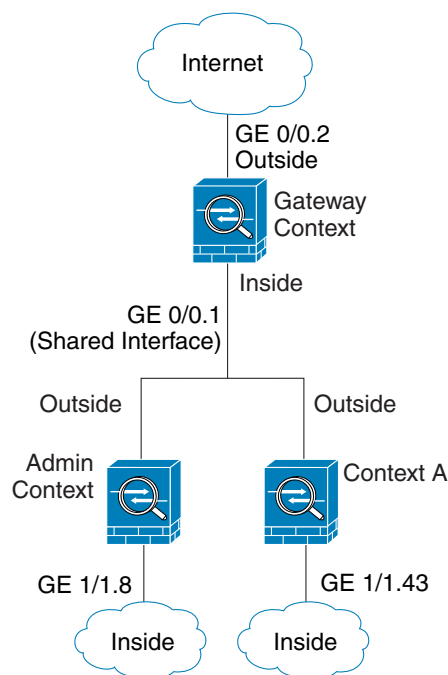 Internet
GE 0/0.2
Outside
Gateway
Context
Inside
GE 0/0.1
(Shared Interface)
Outside
Outside
Admin
Context
Context A
GE 1/1.8
GE 1/1.43
Inside
Inside